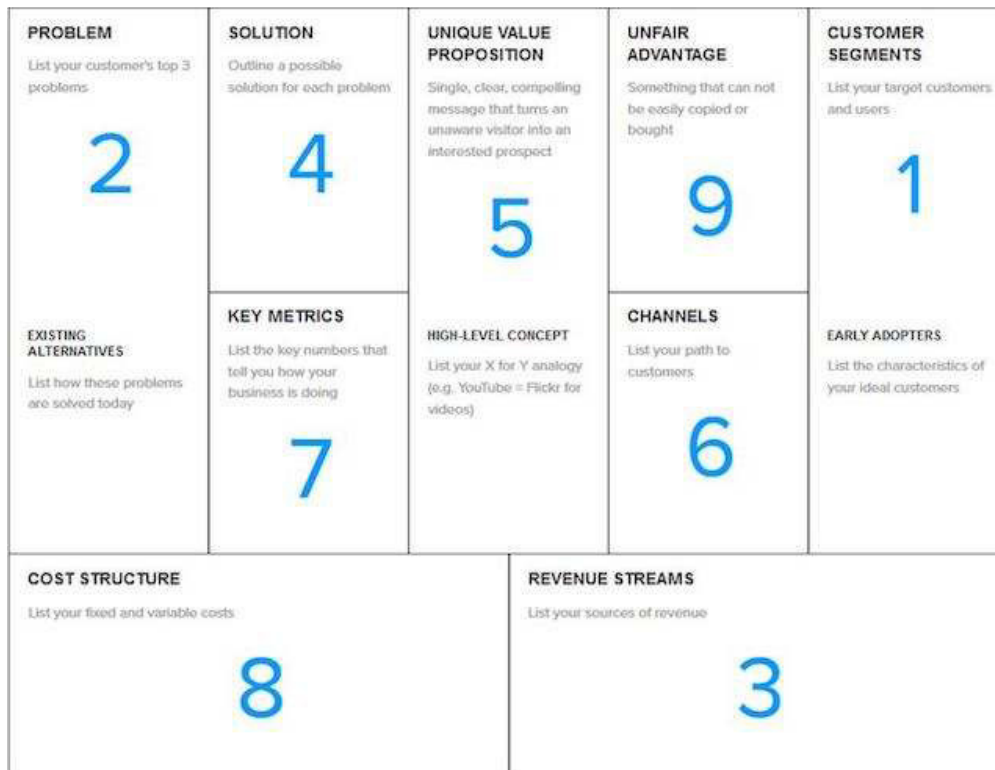 PROBLEM
List your customer's top 3
problems
2
EXISTING
ALTERNATIVES
List how these problems
are solved today
SOLUTION
Outline a possible
solution for each problem
4
KEY METRICS
List the key numbers that
tell you how your
business is doing
7
UNIQUE VALUE
PROPOSITION
Single, clear, compelling
message that turns an
unaware visitor into an
interested prospect
5
HIGH-LEVEL CONCEPT
List your X for Y analogy
(e.g. YouTube = Flickr for
videos)
UNFAIR
ADVANTAGE
Something that can not
be easily copied or
bought
9
CHANNELS
List your path to
customers
6
CUSTOMER
SEGMENTS
List your target customers
and users
1
EARLY ADOPTERS
List the characteristics of
your ideal customers
COST STRUCTURE
List your fixed and variable costs
8
REVENUE STREAMS
List your sources of revenue
3